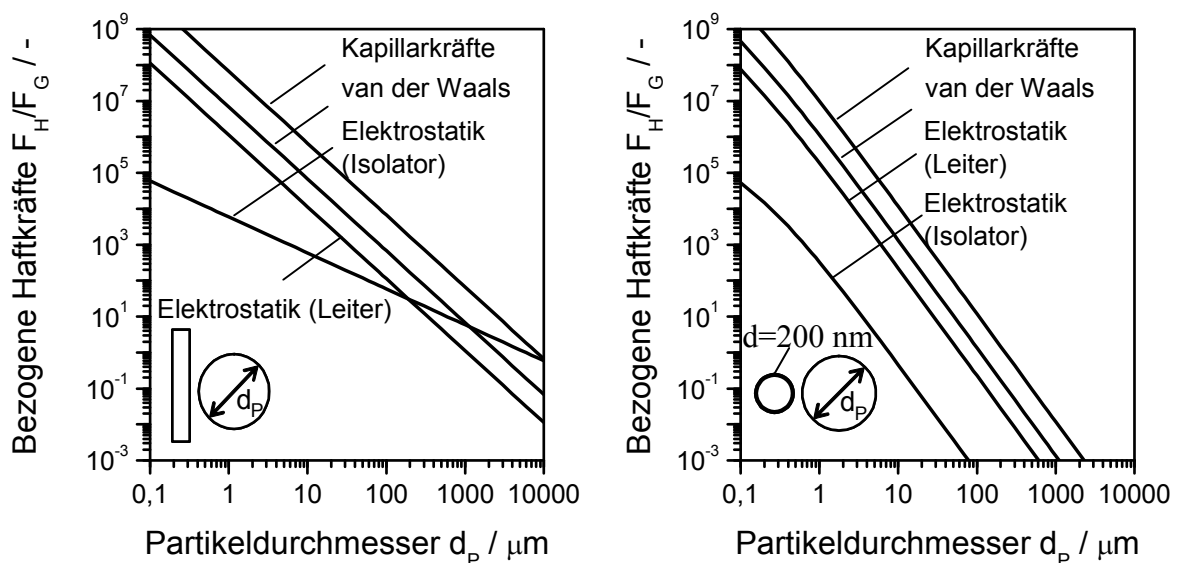 Bezogene Haftkräfte F_H/F_G / -
10^9
10^7
10^5
10^3
10^1
10^-1
10^-3
Kapillarkräfte
van der Waals
Elektrostatik
(Isolator)
Elektrostatik (Leiter)
d_P
0,1
1
10
100
1000
10000
Partikeldurchmesser d_P / μm
Bezogene Haftkräfte F_H/F_G / -
10^9
10^7
10^5
10^3
10^1
10^-1
10^-3
Kapillarkräfte
van der Waals
Elektrostatik
(Leiter)
Elektrostatik
(Isolator)
d=200 nm
d_P
0,1
1
10
100
1000
10000
Partikeldurchmesser d_P / μm